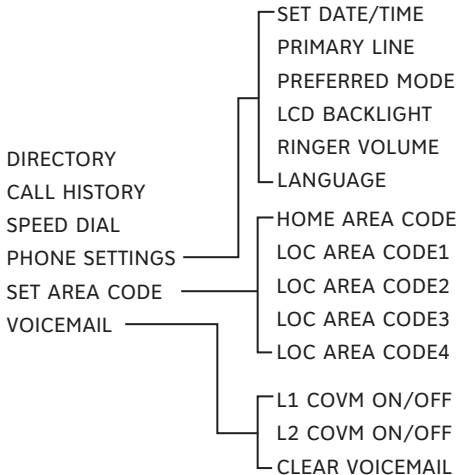 DIRECTORY
CALL HISTORY
SPEED DIAL
PHONE SETTINGS
SET AREA CODE
VOICEMAIL
SET DATE/TIME
PRIMARY LINE
PREFERRED MODE
LCD BACKLIGHT
RINGER VOLUME
LANGUAGE
HOME AREA CODE
LOC AREA CODE1
LOC AREA CODE2
LOC AREA CODE3
LOC AREA CODE4
L1 COVM ON/OFF
L2 COVM ON/OFF
CLEAR VOICEMAIL